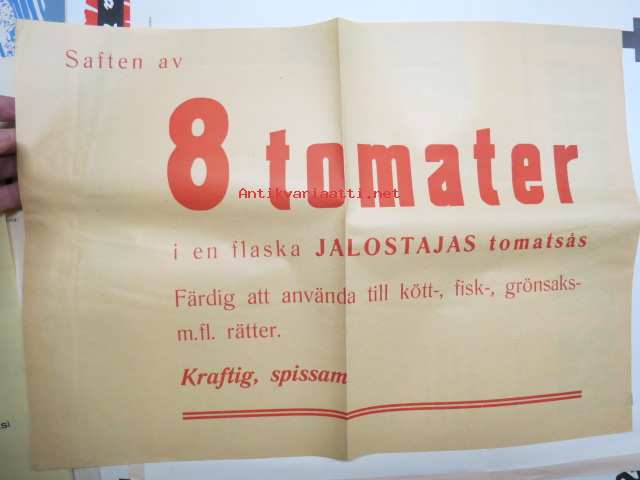 Saften av
8 tomater
Antikvariaatti.net
i en flaska JALOSTAJAS tomatsås
Färdig att använda till kött-, fisk-, grönsaks-
m.fl. rätter.
Kraftig, spissam